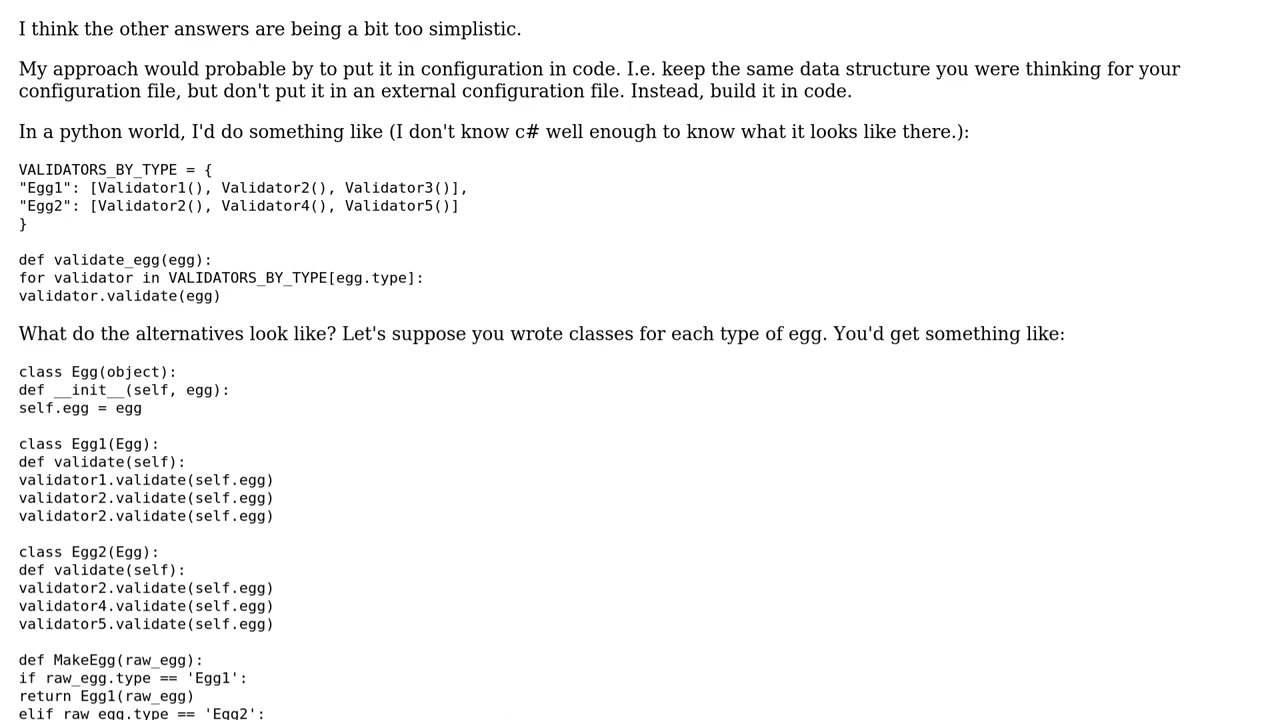 I think the other answers are being a bit too simplistic.
My approach would probable by to put it in configuration in code. I.e. keep the same data structure you were thinking for your
configuration file, but don't put it in an external configuration file. Instead, build it in code.
In a python world, I'd do something like (I don't know c# well enough to know what it looks like there.):
VALIDATORS_BY_TYPE = {
"Egg1": [Validator1(), Validator2(), Validator3()],
"Egg2": [Validator2(), Validator4(), Validator5()]
}
def validate_egg(egg):
for validator in VALIDATORS_BY_TYPE[egg.type]:
validator.validate(egg)
What do the alternatives look like? Let's suppose you wrote classes for each type of egg. You'd get something like:
class Egg(object):
def __init__(self, egg):
self.egg = egg
class Egg1(Egg):
def validate(self):
validator1.validate(self.egg)
validator2.validate(self.egg)
validator2.validate(self.egg)
class Egg2(Egg):
def validate(self):
validator2.validate(self.egg)
validator4.validate(self.egg)
validator5.validate(self.egg)
def MakeEgg(raw_egg):
if raw_egg.type == 'Egg1':
return Egg1(raw_egg)
elif raw_egg.type == 'Egg2':